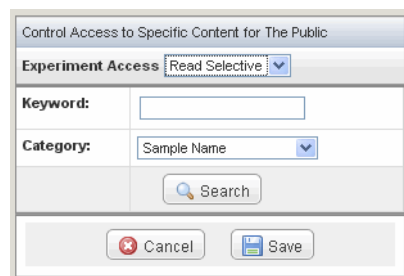 Control Access to Specific Content for The Public
Experiment Access Read Selective
Keyword:
Category: Sample Name
Search
Cancel Save